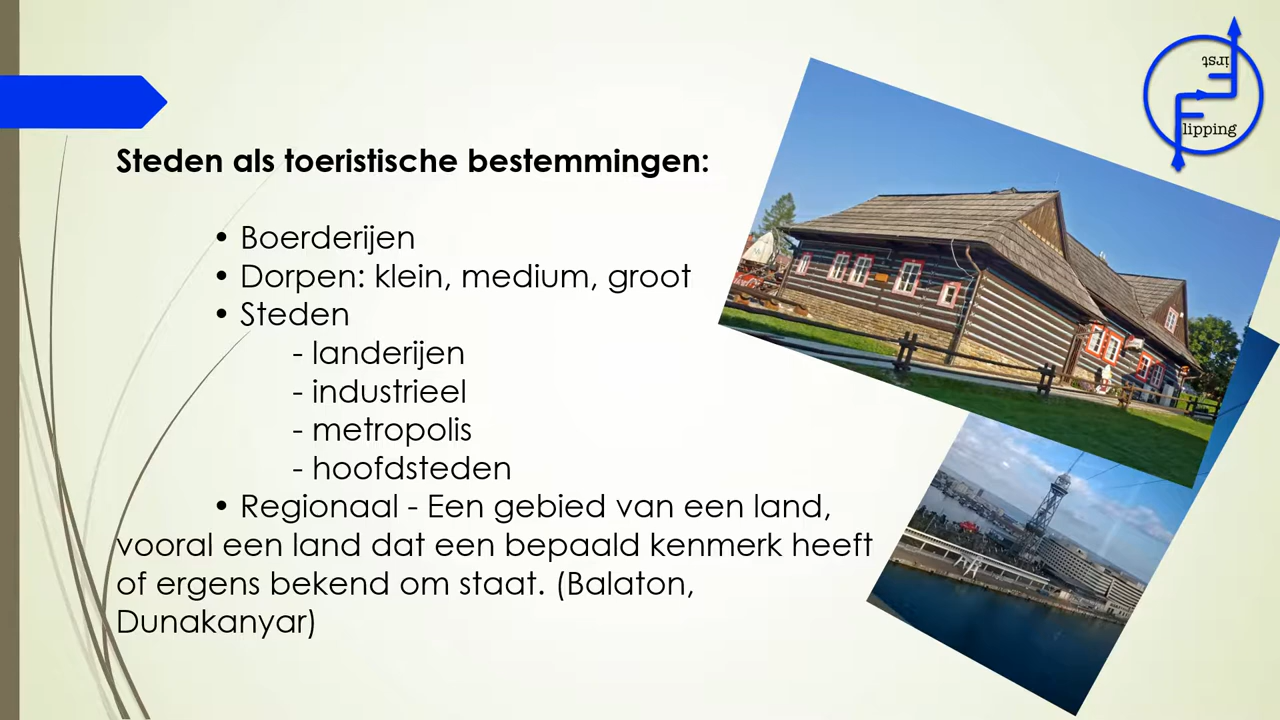 irst
lipping
Steden als toeristische bestemmingen:
• Boerderijen
• Dorpen: klein, medium, groot
• Steden
- landerijen
- industrieel
- metropolis
- hoofdsteden
• Regionaal - Een gebied van een land,
vooral een land dat een bepaald kenmerk heeft
of ergens bekend om staat. (Balaton,
Dunakanyar)